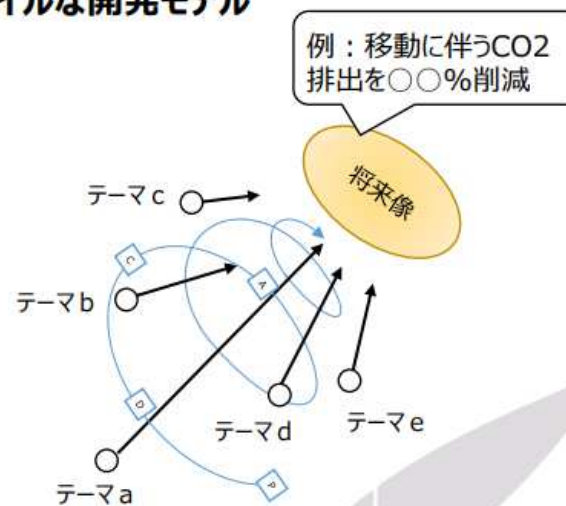 イルな開発モデル
例：移動に伴うCO2
排出を○○%削減
将来像
テーマc
C
テーマb
A
D
テーマd
テーマe
テーマa
P